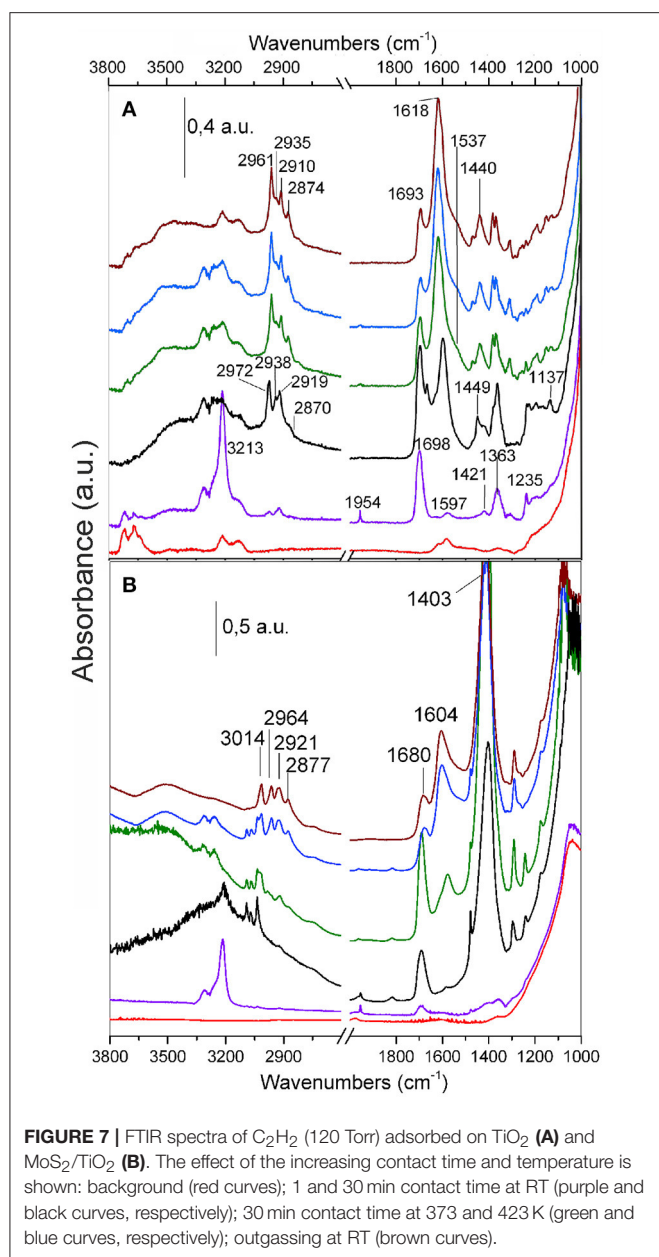 Wavenumbers (cm⁻¹)
3800 3500 3200 2900 1800 1600 1400 1200 1000
A
0,4 a.u.
2961
2935
2910
2874
1618
1537
1440
1693
2972
2938
2919
2870
3213
1954
1698
1597
1449
1421
1363
1235
1137
Absorbance (a.u.)
B
0,5 a.u.
3014
2964
2921
2877
1403
1604
1680
3800 3500 3200 2900 1800 1600 1400 1200 1000
Wavenumbers (cm⁻¹)
FIGURE 7 | FTIR spectra of C₂H₂ (120 Torr) adsorbed on TiO₂ (A) and
MoS₂/TiO₂ (B). The effect of the increasing contact time and temperature is
shown: background (red curves); 1 and 30 min contact time at RT (purple and
black curves, respectively); 30 min contact time at 373 and 423 K (green and
blue curves, respectively); outgassing at RT (brown curves).